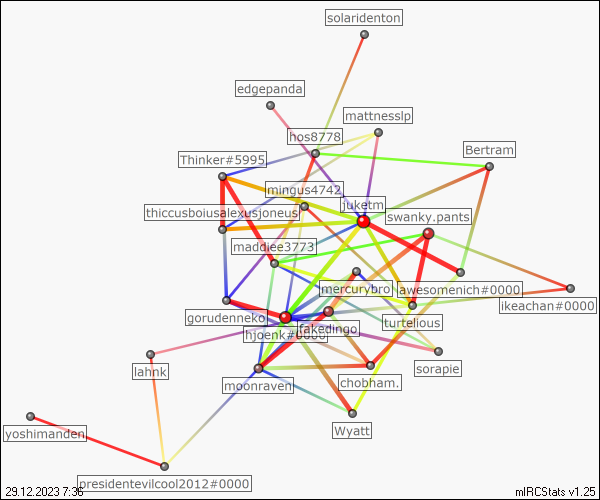 solaridenton
edgepanda
mattnesslp
hos8778
Bertram
Thinker#5995
mingus4742
juketm
thiccusboiusalexusjoneus
swanky.pants
maddiee3773
mercurybro
awesomenich#0000
ikeachan#0000
gorudenneko
fakedingo
turtelious
hjoenk#0000
sorapie
lahnk
moonraven
chobham.
yoshimanden
Wyatt
presidentevilcool2012#0000
29.12.2023 7:36
mIRCStats v1.25